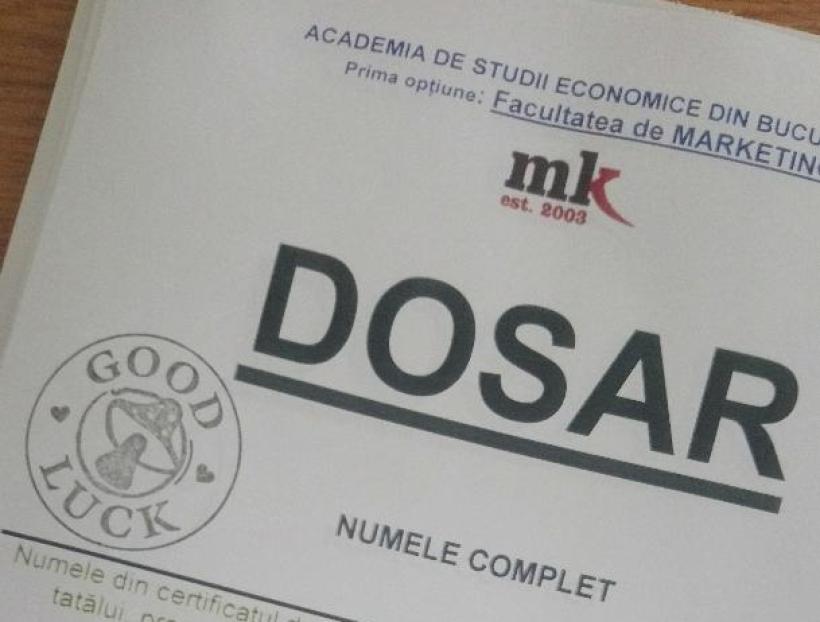 ACADEMIA DE STUDII ECONOMICE DIN BUCU
Prima opțiune: Facultatea de MARKETING
mk
est. 2003
DOSAR
GOOD
LUCK
NUMELE COMPLET
Numele din certificatul
tatălui